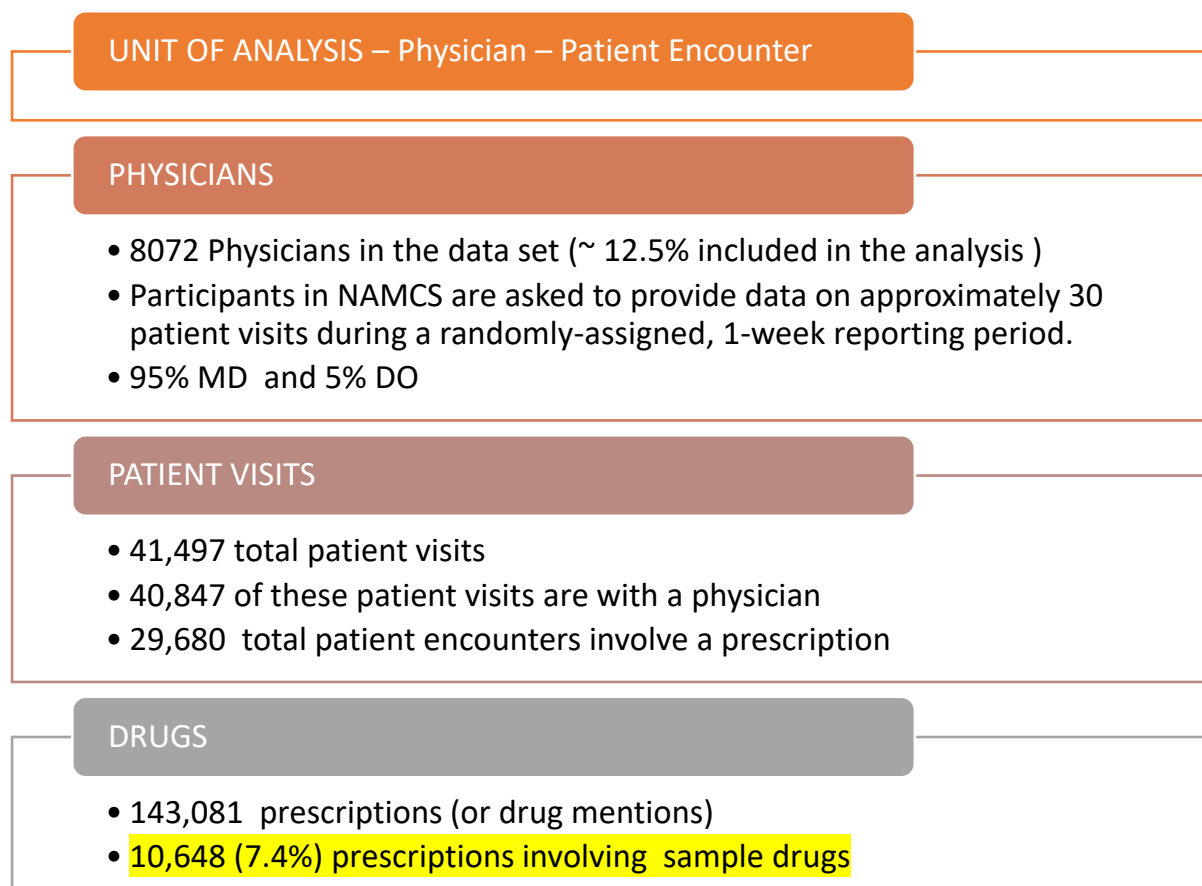 UNIT OF ANALYSIS – Physician – Patient Encounter
PHYSICIANS
• 8072 Physicians in the data set (~ 12.5% included in the analysis )
• Participants in NAMCS are asked to provide data on approximately 30
patient visits during a randomly-assigned, 1-week reporting period.
• 95% MD  and 5% DO
PATIENT VISITS
• 41,497 total patient visits
• 40,847 of these patient visits are with a physician
• 29,680  total patient encounters involve a prescription
DRUGS
• 143,081  prescriptions (or drug mentions)
• 10,648 (7.4%) prescriptions involving  sample drugs